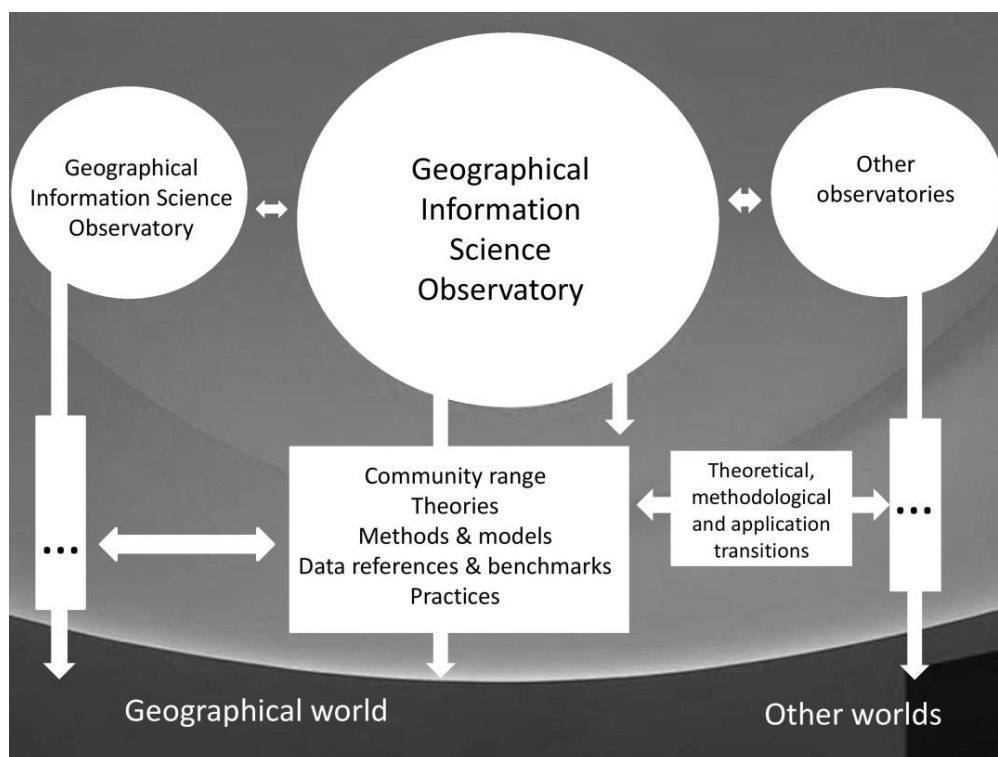 Geographical
Information Science
Observatory
Geographical
Information
Science
Observatory
Other
observatories
...
Community range
Theories
Methods & models
Data references & benchmarks
Practices
Theoretical,
methodological
and application
transitions
...
Geographical world
Other worlds